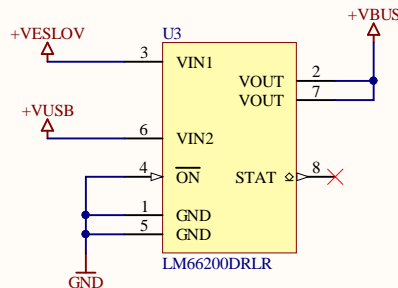 +VBUS
+VESLOV
U3
3 VIN1
VOUT 2
VOUT 7
+VUSB
6 VIN2
4 ON STAT 8
1 GND
5 GND
GND
LM66200DRLR